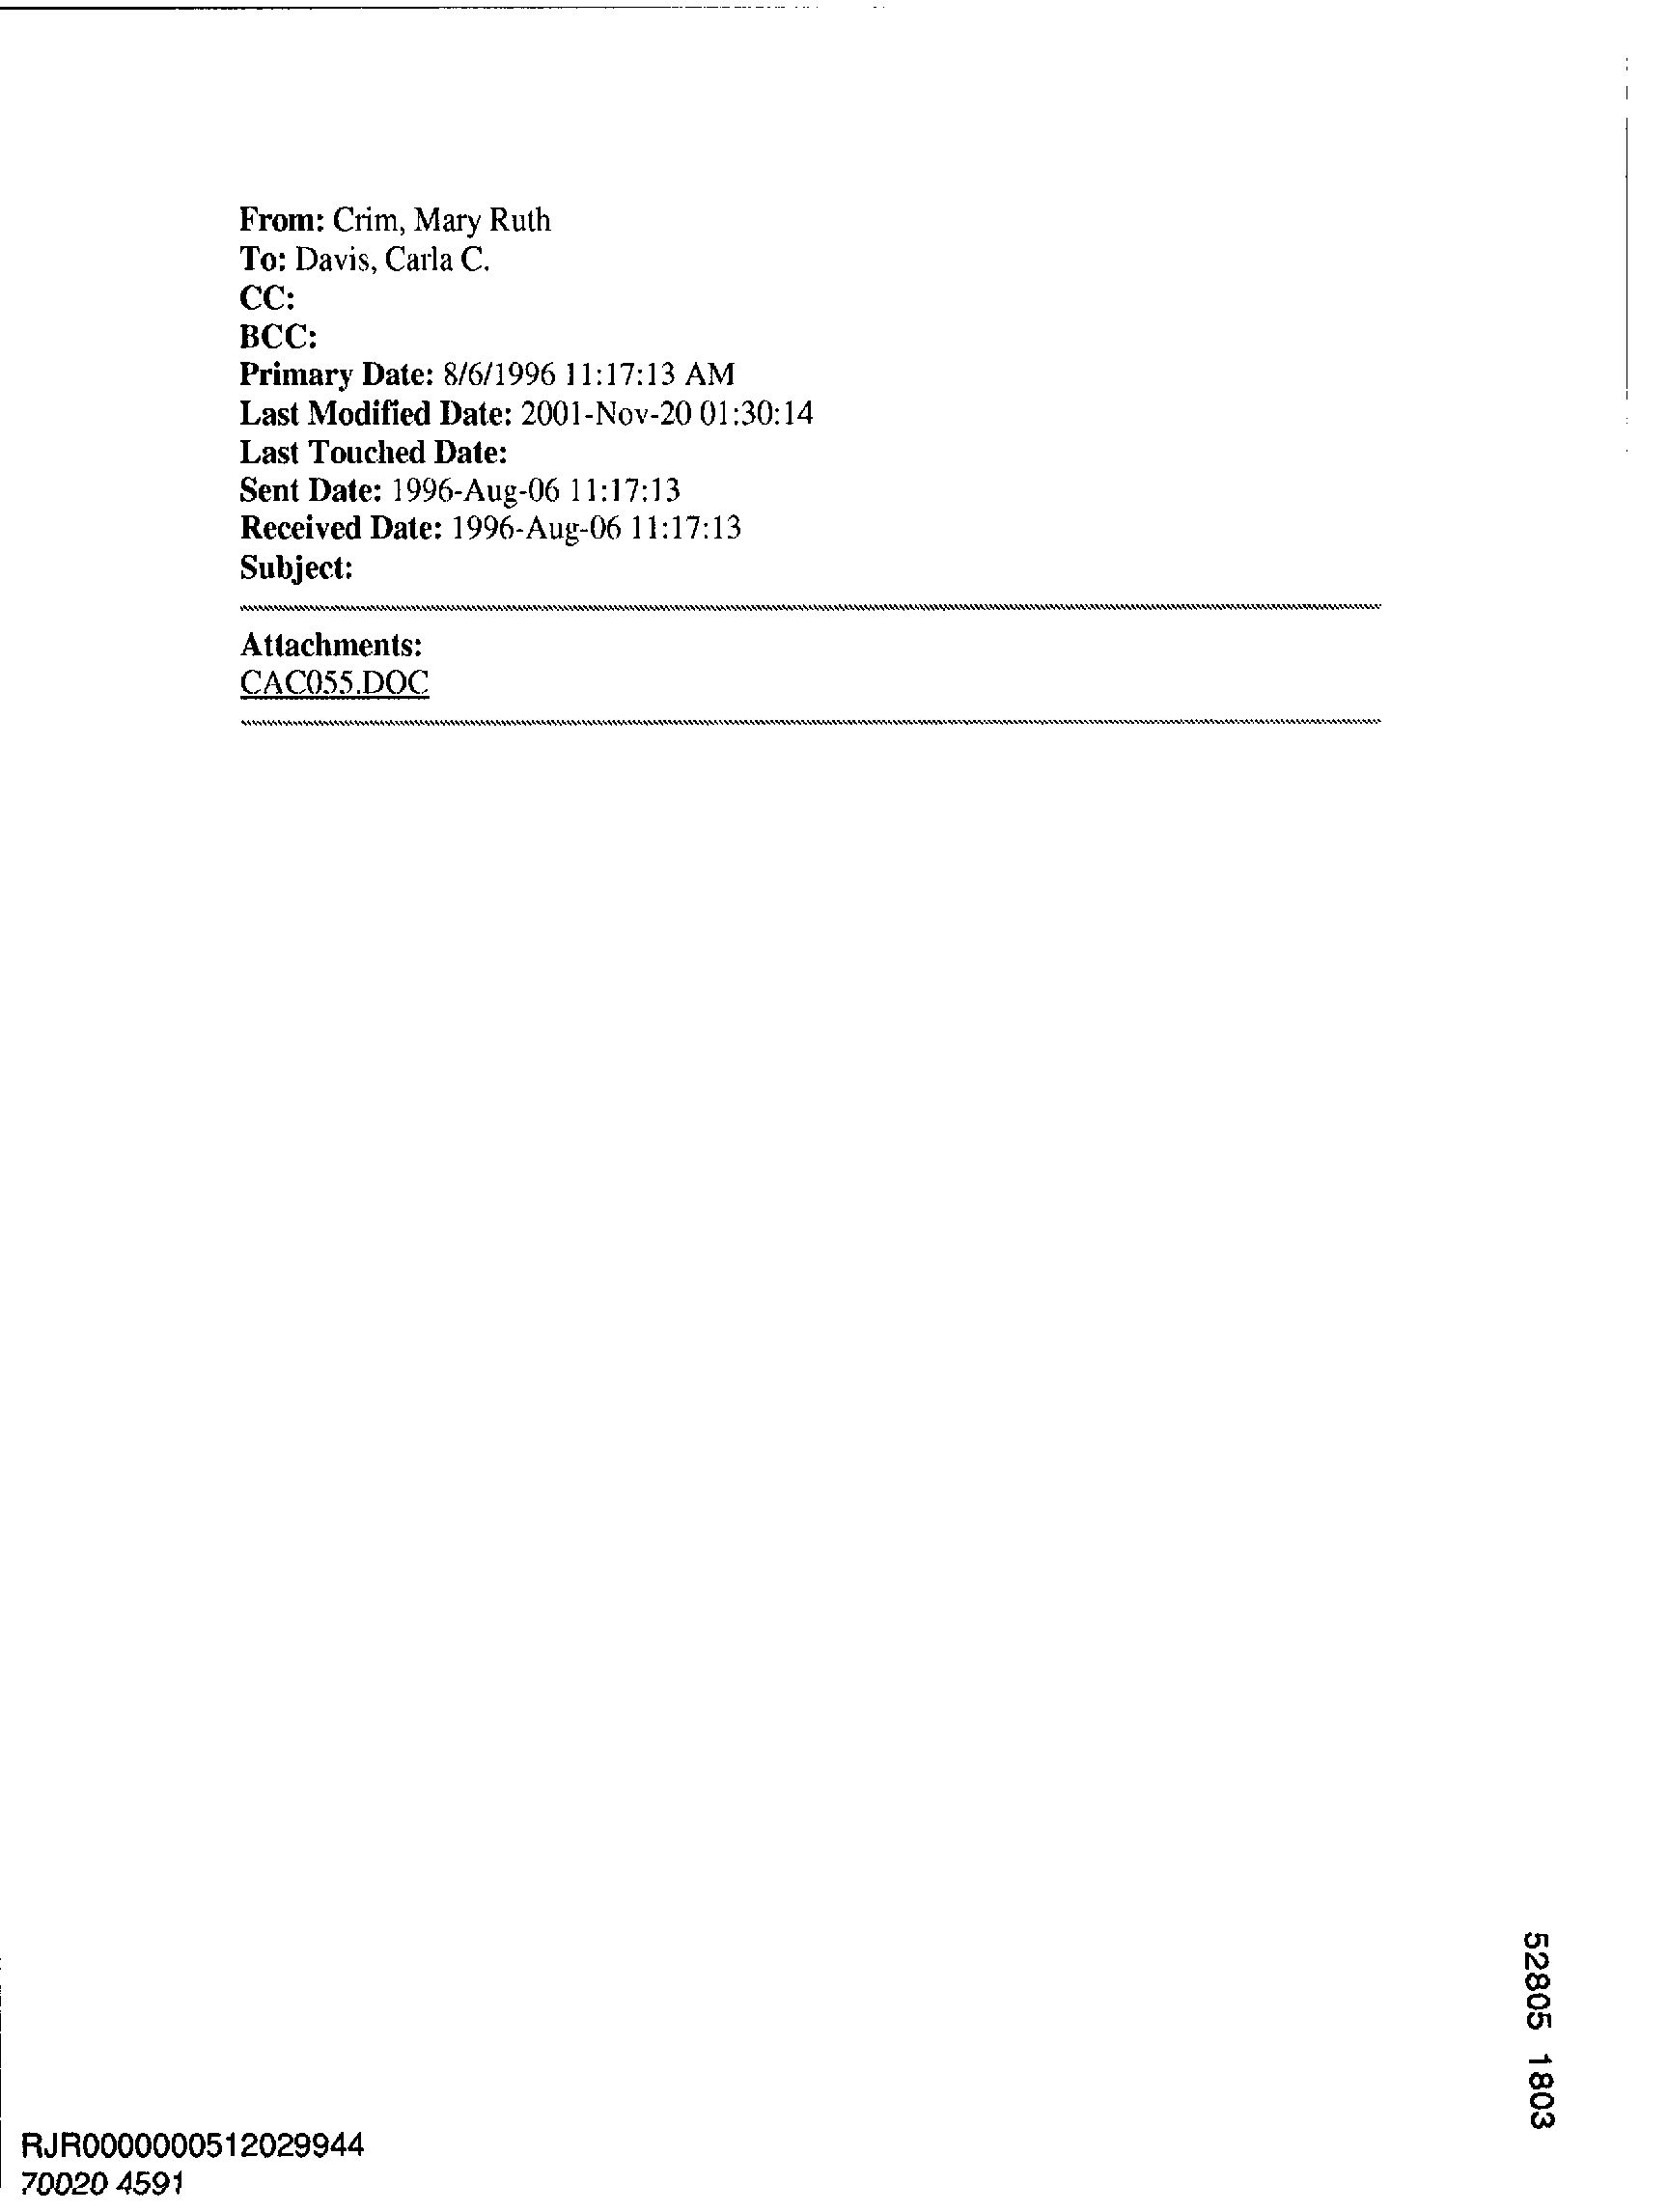 From: Crim, Mary Ruth
To: Davis, Carla C.
CC:
BCC:
Primary Date: 8/6/1996 11:17:13 AM
Last Modified Date: 2001-Nov-20 01:30:14
Last Touched Date:
Sent Date: 1996-Aug-06 11:17:13
Received Date: 1996-Aug-06 11:17:13
Subject:
Attachments:
CAC055.DOC
52805 1803
RJR0000000512029944
70020 4591